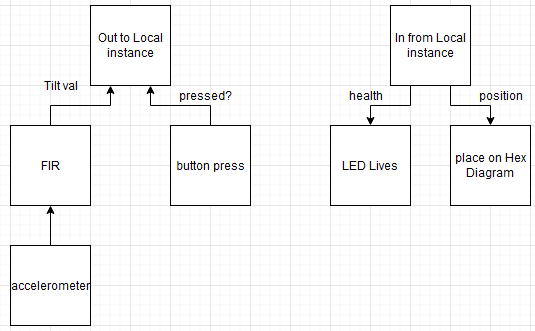 Out to Local
instance
In from Local
instance
Tilt val
pressed?
health
position
FIR
button press
LED Lives
place on Hex
Diagram
accelerometer